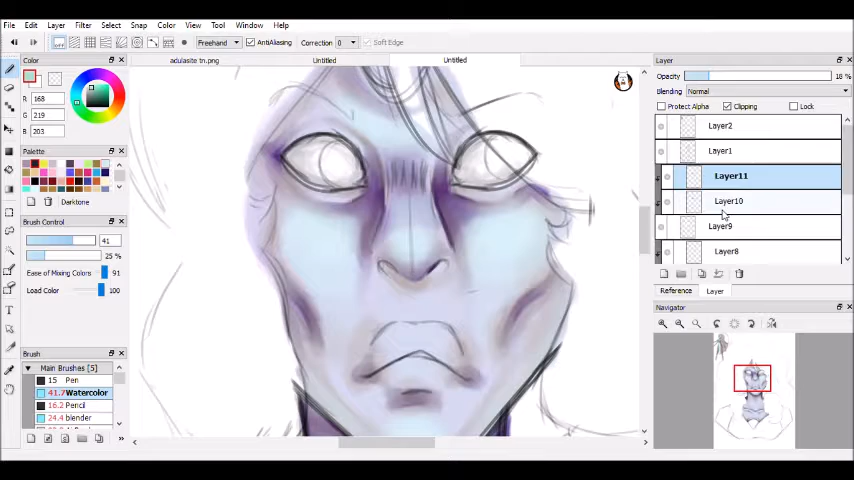 File Edit Layer Filter Select Snap Color View Tool Window Help
OFF Freehand AntiAliasing Correction 0 Soft Edge
Color
adulasite tn.png Untitled Untitled
Layer
R 168
G 219
B 203
Opacity 18 %
Blending Normal
Protect Alpha Clipping Lock
Layer2
Layer1
Layer11
Layer10
Layer9
Layer8
Palette
Darktone
Brush Control
41
25 %
Ease of Mixing Colors 91
Load Color 100
Reference Layer
Navigator
Brush
Main Brushes [5]
15 Pen
41.7 Watercolor
16.2 Pencil
24.4 blender